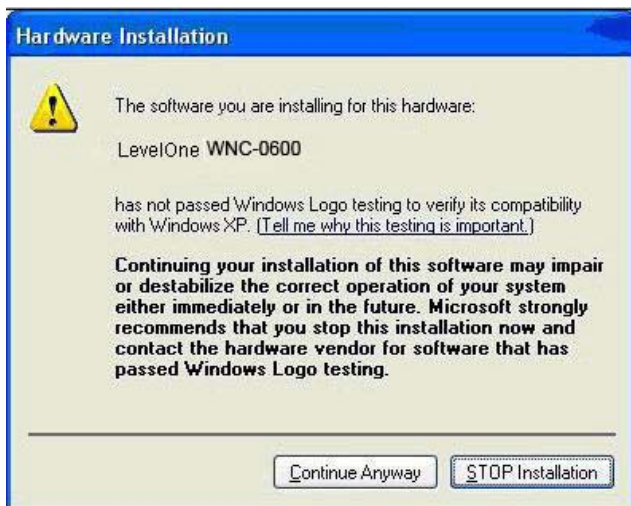 Hardware Installation
The software you are installing for this hardware:
LevelOne WNC-0600
has not passed Windows Logo testing to verify its compatibility
with Windows XP. (Tell me why this testing is important.)
Continuing your installation of this software may impair
or destabilize the correct operation of your system
either immediately or in the future. Microsoft strongly
recommends that you stop this installation now and
contact the hardware vendor for software that has
passed Windows Logo testing.
Continue Anyway
STOP Installation